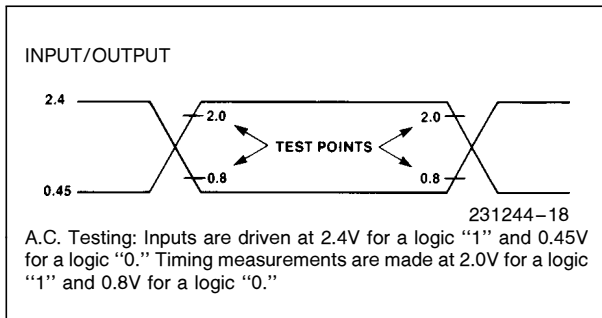 INPUT/OUTPUT
2.4
2.0
2.0
TEST POINTS
0.8
0.8
0.45
231244–18
A.C. Testing: Inputs are driven at 2.4V for a logic “1” and 0.45V
for a logic “0.” Timing measurements are made at 2.0V for a logic
“1” and 0.8V for a logic “0.”